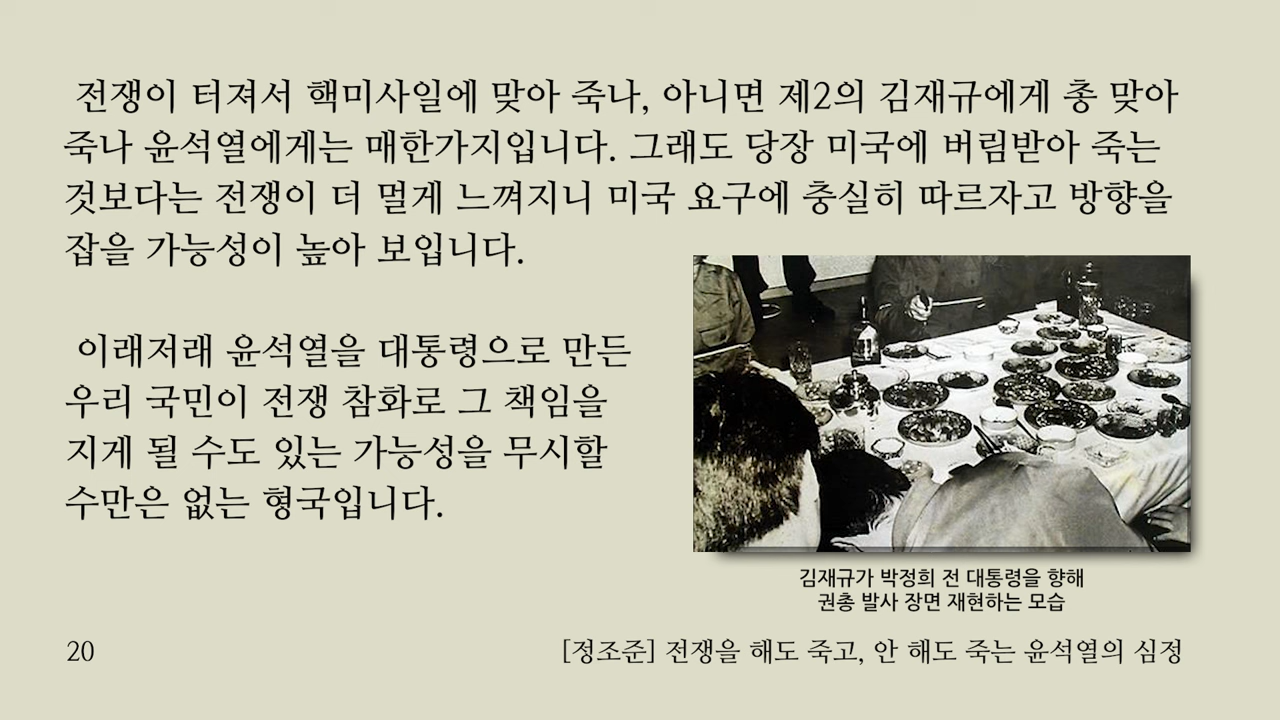 전쟁이 터져서 핵미사일에 맞아 죽나, 아니면 제2의 김재규에게 총 맞아
죽나 윤석열에게는 매한가지입니다. 그래도 당장 미국에 버림받아 죽는
것보다는 전쟁이 더 멀게 느껴지니 미국 요구에 충실히 따르자고 방향을
잡을 가능성이 높아 보입니다.
이래저래 윤석열을 대통령으로 만든
우리 국민이 전쟁 참화로 그 책임을
지게 될 수도 있는 가능성을 무시할
수만은 없는 형국입니다.
김재규가 박정희 전 대통령을 향해
권총 발사 장면 재현하는 모습
20
[정조준] 전쟁을 해도 죽고, 안 해도 죽는 윤석열의 심정